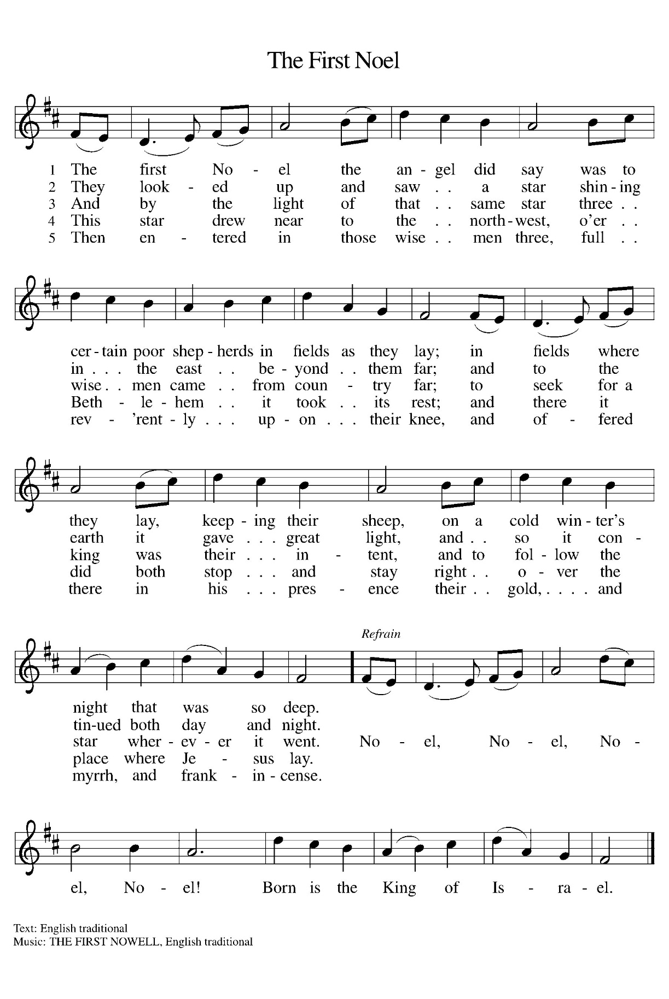 The First Noel
1 The first No - el the an - gel did say was to
2 They look - ed up and saw . . a star shin - ing
3 And by the light of that . . same star three . .
4 This star drew near to the . . north - west, o'er . .
5 Then en - tered in those wise . . men three, full . .
cer - tain poor shep - herds in fields as they lay; in fields where
in . . . the east . . be - yond . . them far; and to the
wise . . men came . . from coun - try far; to seek for a
Beth - le - hem . . it took . . its rest; and there it
rev - 'rent - ly . . . up - on . . . their knee, and of - fered
they lay, keep - ing their sheep, on a cold win - ter's
earth it gave . . . great light, and . . so it con -
king was their . . . in - tent, and to fol - low the
did both stop . . . and stay right . . o - ver the
there in his . . . pres - ence their . . gold, . . . . and
Refrain
night that was so deep.
tin-ued both day and night.
star wher - ev - er it went. No - el, No - el, No -
place where Je - sus lay.
myrrh, and frank - in - cense.
el, No - el! Born is the King of Is - ra - el.
Text: English traditional
Music: THE FIRST NOWELL, English traditional